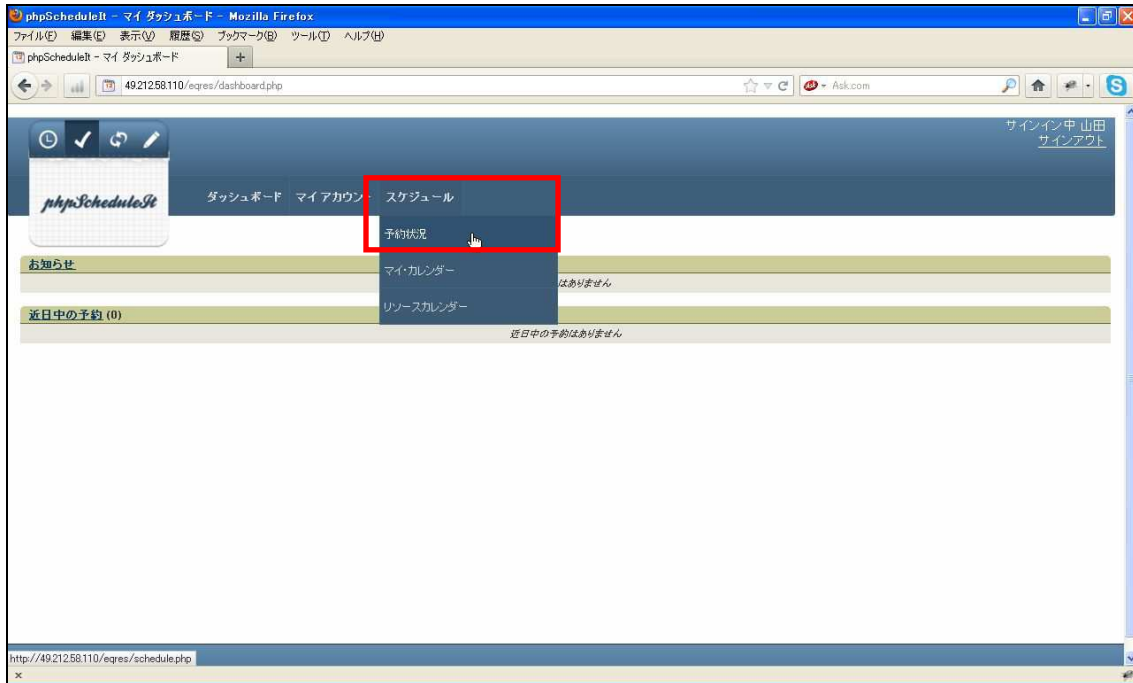 phpScheduleIt - マイ ダッシュボード - Mozilla Firefox
ファイル(F) 編集(E) 表示(V) 履歴(S) ブックマーク(B) ツール(T) ヘルプ(H)
phpScheduleIt - マイ ダッシュボード
49.212.58.110/eqres/dashboard.php
Ask.com
サインイン中 山田
サインアウト
phpScheduleIt
ダッシュボード マイ アカウント スケジュール
予約状況
マイ・カレンダー
リソースカレンダー
お知らせ
はありません
近日中の予約 (0)
近日中の予約はありません
http://49.212.58.110/eqres/schedule.php